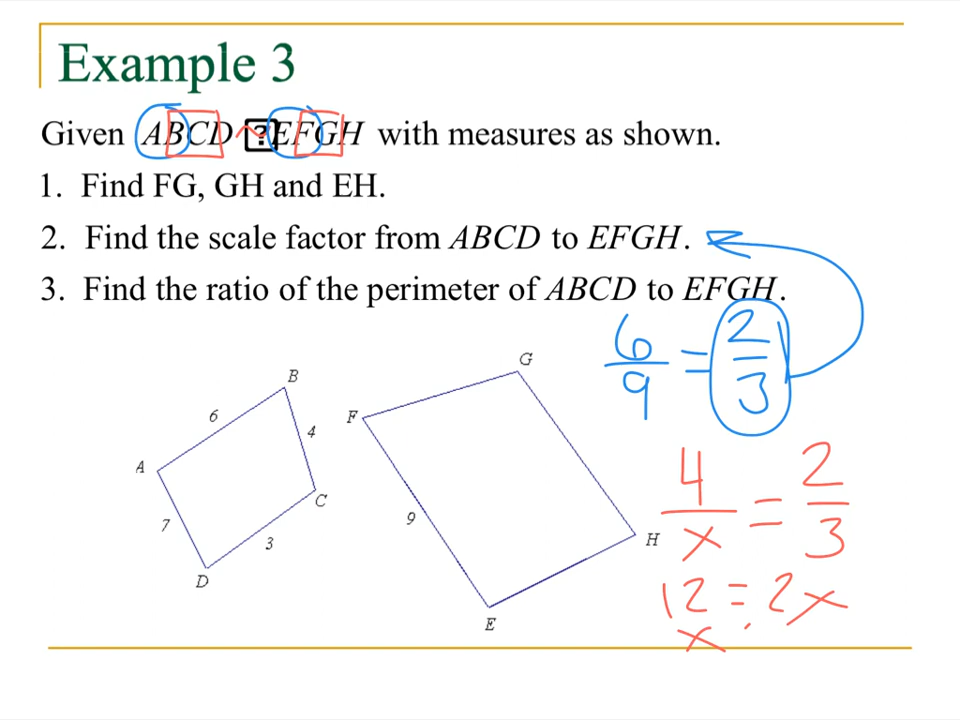 Example 3
Given ABCD ~ EFGH with measures as shown.
1. Find FG, GH and EH.
2. Find the scale factor from ABCD to EFGH.
3. Find the ratio of the perimeter of ABCD to EFGH.
6/9 = 2/3
G
B
6
F
4
A
4/x = 2/3
C
7
9
3
H
D
12 = 2x
E
x